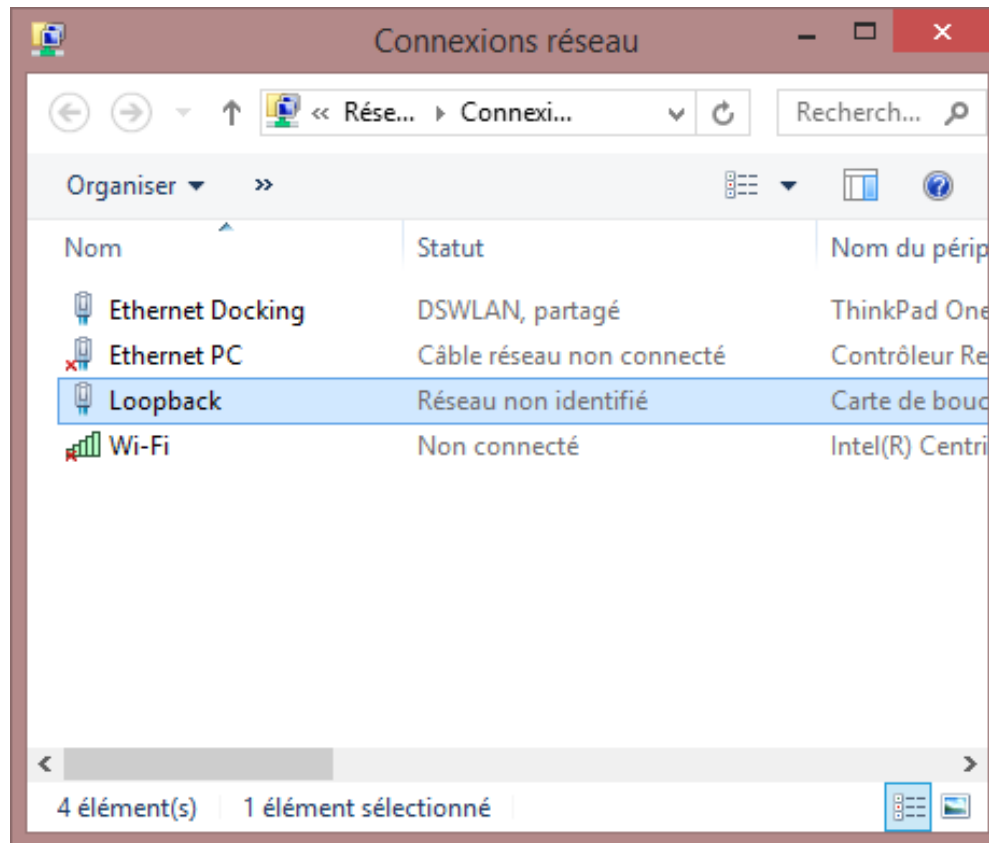 Connexions réseau
« Rése... Connexi... Recherch...
Organiser »
Nom Statut Nom du périp
Ethernet Docking DSWLAN, partagé ThinkPad One
Ethernet PC Câble réseau non connecté Contrôleur Re
Loopback Réseau non identifié Carte de bouc
Wi-Fi Non connecté Intel(R) Centri
4 élément(s) 1 élément sélectionné